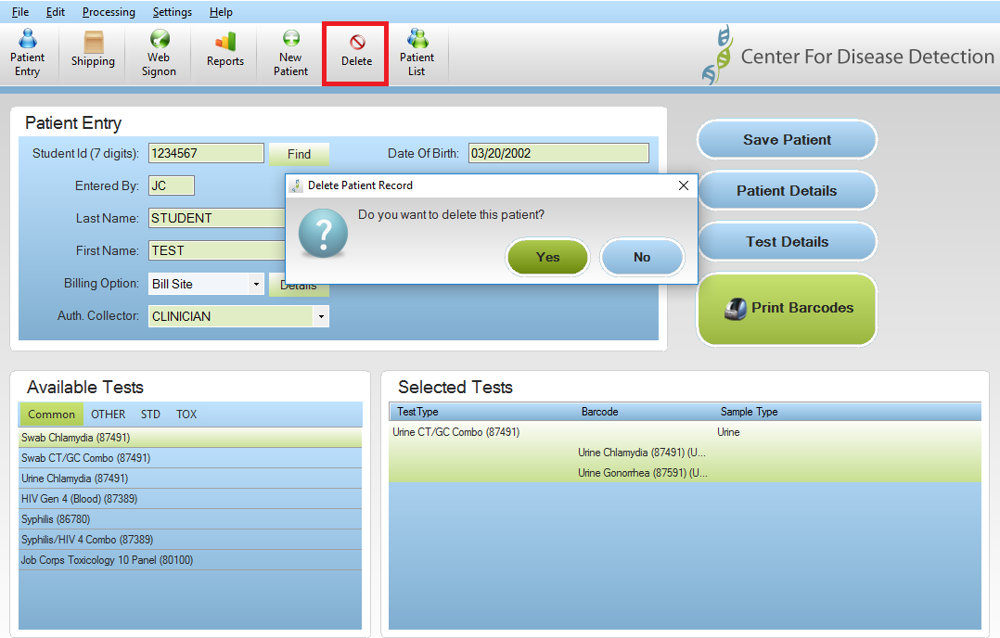 File Edit Processing Settings Help
Patient Entry
Shipping
Web Signon
Reports
New Patient
Delete
Patient List
Center For Disease Detection
Patient Entry
Student Id (7 digits): 1234567 Find Date Of Birth: 03/20/2002
Entered By: JC
Last Name: STUDENT
First Name: TEST
Billing Option: Bill Site Details
Auth. Collector: CLINICIAN
Delete Patient Record
Do you want to delete this patient?
Yes No
Save Patient
Patient Details
Test Details
Print Barcodes
Available Tests
Common OTHER STD TOX
Swab Chlamydia (87491)
Swab CT/GC Combo (87491)
Urine Chlamydia (87491)
HIV Gen 4 (Blood) (87389)
Syphilis (86780)
Syphilis/HIV 4 Combo (87389)
Job Corps Toxicology 10 Panel (80100)
Selected Tests
TestType Barcode Sample Type
Urine CT/GC Combo (87491) Urine
Urine Chlamydia (87491) (U...
Urine Gonorrhea (87591) (U...